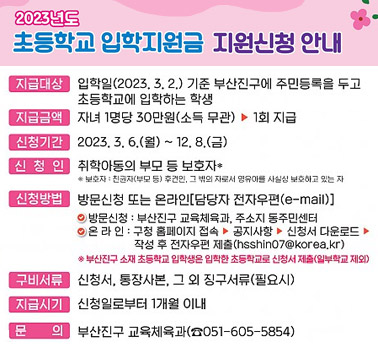 2023년도
초등학교 입학지원금 지원신청 안내
지급대상 입학일(2023. 3. 2.) 기준 부산진구에 주민등록을 두고
초등학교에 입학하는 학생
지급금액 자녀 1명당 30만원(소득 무관) ▶ 1회 지급
신청기간 2023. 3. 6.(월) ~ 12. 8.(금)
신 청 인 취학아동의 부모 등 보호자*
* 보호자 : 친권자(부모 등) 후견인, 그 밖의 자로서 영유아를 사실상 보호하고 있는 자
신청방법 방문신청 또는 온라인[담당자 전자우편(e-mail)]
방문신청 : 부산진구 교육체육과, 주소지 동주민센터
온 라 인 : 구청 홈페이지 접속 ▶ 공지사항 ▶ 신청서 다운로드 ▶
작성 후 전자우편 제출(hsshin07@korea.kr)
* 부산진구 소재 초등학교 입학생은 입학한 초등학교로 신청서 제출(일부학교 제외)
구비서류 신청서, 통장사본, 그 외 징구서류(필요시)
지급시기 신청일로부터 1개월 이내
문 의 부산진구 교육체육과(☎051-605-5854)